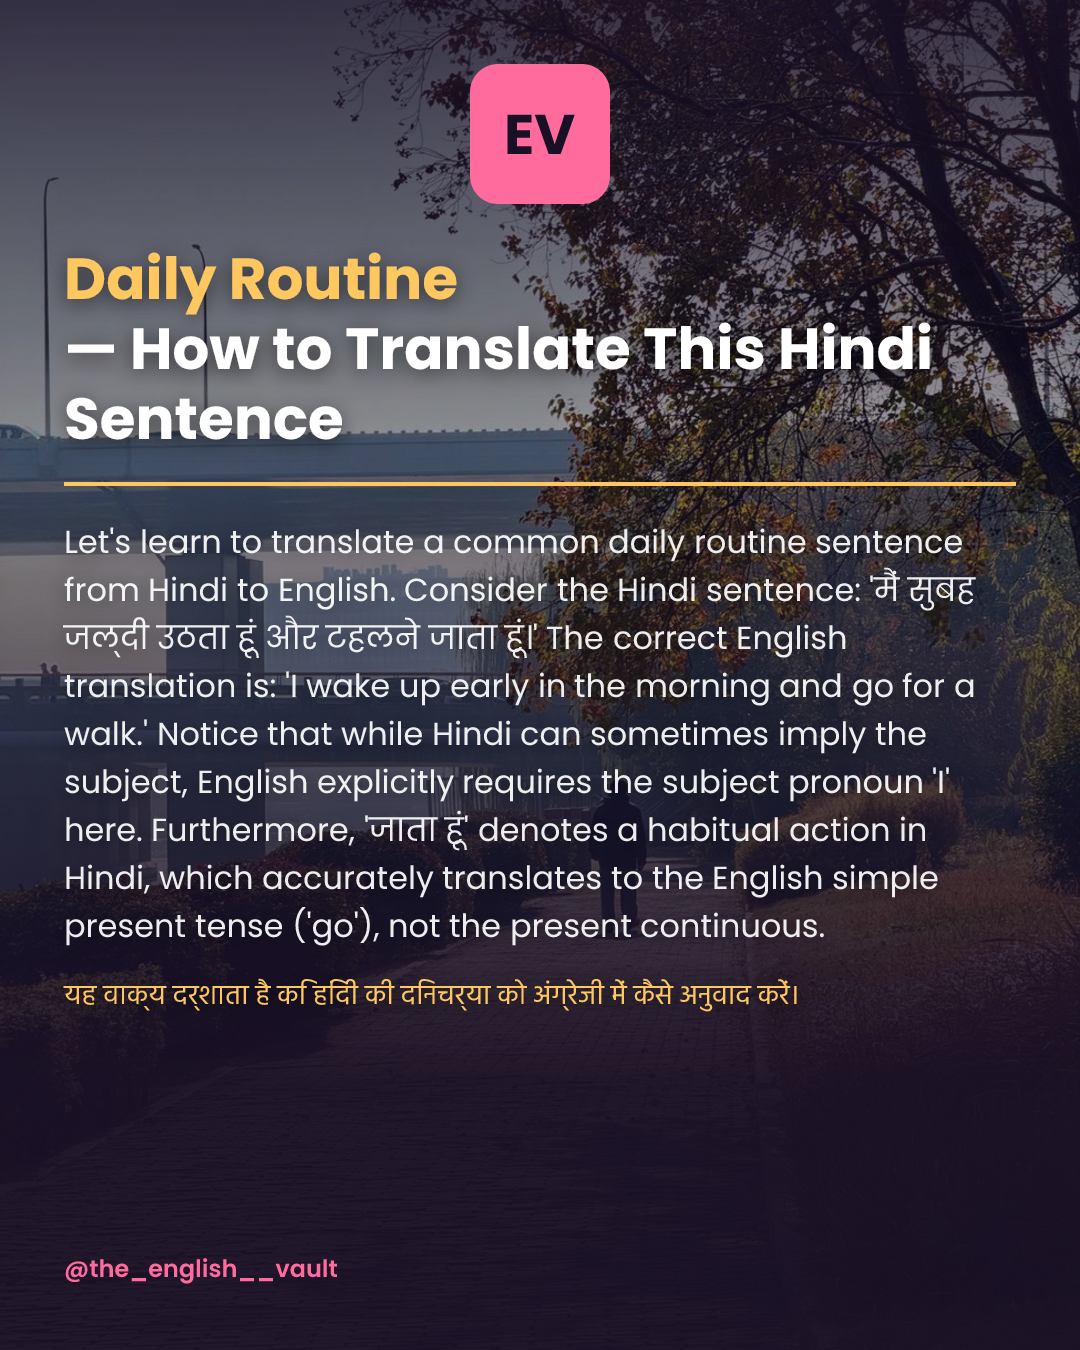 EV
Daily Routine
— How to Translate This Hindi
Sentence
Let's learn to translate a common daily routine sentence
from Hindi to English. Consider the Hindi sentence: 'मैं सुबह
जल्दी उठता हूं और टहलने जाता हूं।' The correct English
translation is: 'I wake up early in the morning and go for a
walk.' Notice that while Hindi can sometimes imply the
subject, English explicitly requires the subject pronoun 'I'
here. Furthermore, 'जाता हूं' denotes a habitual action in
Hindi, which accurately translates to the English simple
present tense ('go'), not the present continuous.
यह वाक्य दर्शाता है कि हिंदी की दिनचर्या को अंग्रेजी में कैसे अनुवाद करें।
@the_english__vault